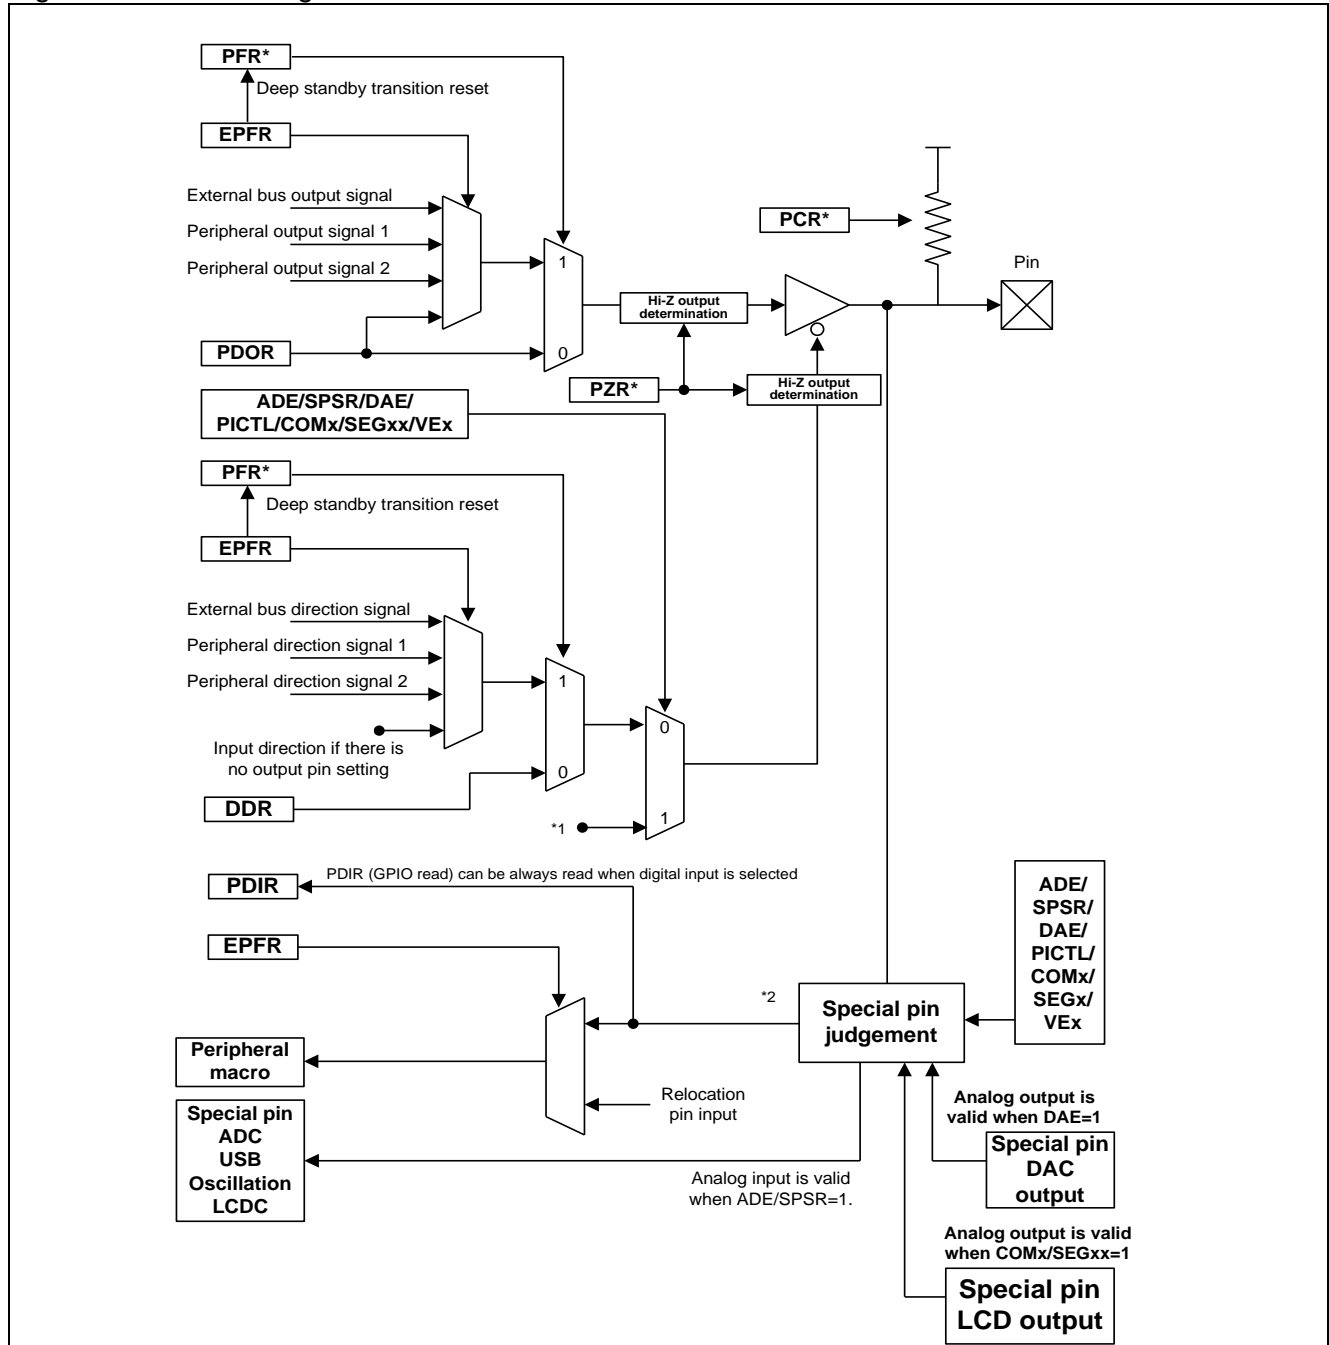 PFR*
Deep standby transition reset
EPFR
External bus output signal
Peripheral output signal 1
Peripheral output signal 2
PDOR
1
0
Hi-Z output
determination
PCR*
Pin
PZR*
Hi-Z output
determination
ADE/SPSR/DAE/
PICTL/COMx/SEGxx/VEx
PFR*
Deep standby transition reset
EPFR
External bus direction signal
Peripheral direction signal 1
Peripheral direction signal 2
Input direction if there is
no output pin setting
DDR
1
0
0
1
*1
PDIR
PDIR (GPIO read) can be always read when digital input is selected
EPFR
*2
Special pin
judgement
ADE/
SPSR/
DAE/
PICTL/
COMx/
SEGx/
VEx
Peripheral
macro
Relocation
pin input
Special pin
ADC
USB
Oscillation
LCDC
Analog input is valid
when ADE/SPSR=1.
Analog output is
valid when DAE=1
Special pin
DAC
output
Analog output is valid
when COMx/SEGxx=1
Special pin
LCD output